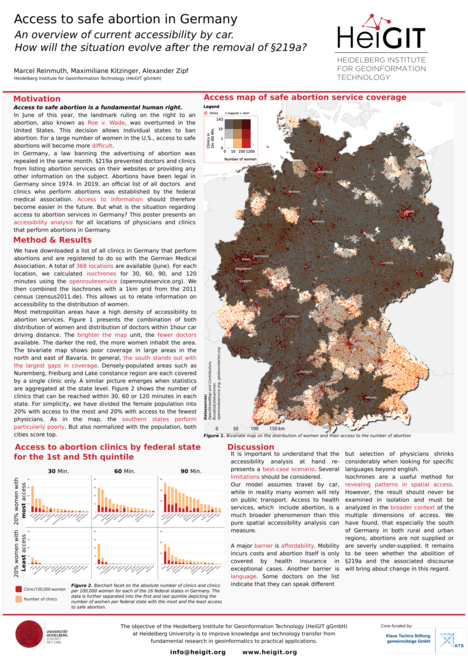 Access to safe abortion in Germany
An overview of current accessibility by car.
How will the situation evolve after the removal of §219a?
HeiGIT
HEIDELBERG INSTITUTE
FOR GEOINFORMATION
TECHNOLOGY
Marcel Reinmuth, Maximiliane Kitzinger, Alexander Zipf
Heidelberg Institute for Geoinformation Technology (HeiGIT gGmbH)
Motivation
Access to safe abortion is a fundamental human right.
In June of this year, the landmark ruling on the right to an
abortion, also known as Roe v. Wade, was overturned in the
United States. This decision allows individual states to ban
abortion. For a large number of women in the U.S., access to safe
abortions will become more difficult.
In Germany, a law banning the advertising of abortion was
repealed in the same month. §219a prevented doctors and clinics
from listing abortion services on their websites or providing any
other information on the subject. Abortions have been legal in
Germany since 1974. In 2019, an official list of all doctors and
clinics who perform abortions was established by the federal
medical association. Access to information should therefore
become easier in the future. But what is the situation regarding
access to abortion services in Germany? This poster presents an
accessibility analysis for all locations of physicians and clinics
that perform abortions in Germany.
Method & Results
We have downloaded a list of all clinics in Germany that perform
abortions and are registered to do so with the German Medical
Association. A total of 368 locations are available (june). For each
location, we calculated isochrones for 30, 60, 90, and 120
minutes using the openrouteservice (openrouteservice.org). We
then combined the isochrones with a 1km grid from the 2011
census (zensus2011.de). This allows us to relate information on
accessibility to the distribution of women.
Most metropolitan areas have a high density of accessibility to
abortion services. Figure 1 presents the combination of both
distribution of women and distribution of doctors within 1hour car
driving distance. The brighter the map unit, the fewer doctors
available. The darker the red, the more women inhabit the area.
The bivariate map shows poor coverage in large areas in the
north and east of Bavaria. In general, the south stands out with
the largest gaps in coverage. Densely-populated areas such as
Nuremberg, Freiburg and Lake constance region are each covered
by a single clinic only. A similar picture emerges when statistics
are aggregated at the state level. Figure 2 shows the number of
clinics that can be reached within 30, 60 or 120 minutes in each
state. For simplicity, we have divided the female population into
20% with access to the most and 20% with access to the fewest
physicians. As in the map, the southern states perform
particularly poorly. But also normalized with the population, both
cities score top.
Access map of safe abortion service coverage
Legend
Number of women
0 50 100 150 km
Figure 1. Bivariate map on the distribution of women and their access to the number of abortion
Access to abortion clinics by federal state
for the 1st and 5th quintile
30 Min. 60 Min. 90 Min.
20% women with
most access
20% women with
Least access
Clinic/100,000 women
Number of clinics
Figure 2. Barchart facet on the absolute number of clinics and clinics
per 100,000 women for each of the 16 federal states in Germany. The
data is further separated into the first and last quintile depicting the
number of women per federal state with the most and the least access
to safe abortion.
Discussion
It is important to understand that the
accessibility analysis at hand re-
presents a best-case scenario. Several
limitations should be considered.
Our model assumes travel by car,
while in reality many women will rely
on public transport. Access to health
services, which include abortion, is a
much broader phenomenon than this
pure spatial accessibility analysis can
measure.
A major barrier is affordability. Mobility
incurs costs and abortion itself is only
covered by health insurance in
exceptional cases. Another barrier is
language. Some doctors on the list
indicate that they can speak different
but selection of physicians shrinks
considerably when looking for specific
languages beyond english.
Isochrones are a useful method for
revealing patterns in spatial access.
However, the result should never be
examined in isolation and must be
analyzed in the broader context of the
multiple dimensions of access. We
have found, that especially the south
of Germany in both rural and urban
regions, abortions are not supplied or
are severly under-supplied. It remains
to be seen whether the abolition of
§219a and the associated discourse
will bring about change in this regard.
UNIVERSITÄT
HEIDELBERG
ZUKUNFT
SEIT 1386
The objective of the Heidelberg Institute for Geoinformation Technology (HeiGIT gGmbH)
at Heidelberg University is to improve knowledge and technology transfer from
fundamental research in geoinformatics to practical applications.
info@heigit.org www.heigit.org
Core-funded by:
Klaus Tschira Stiftung
gemeinnützige GmbH
KTS